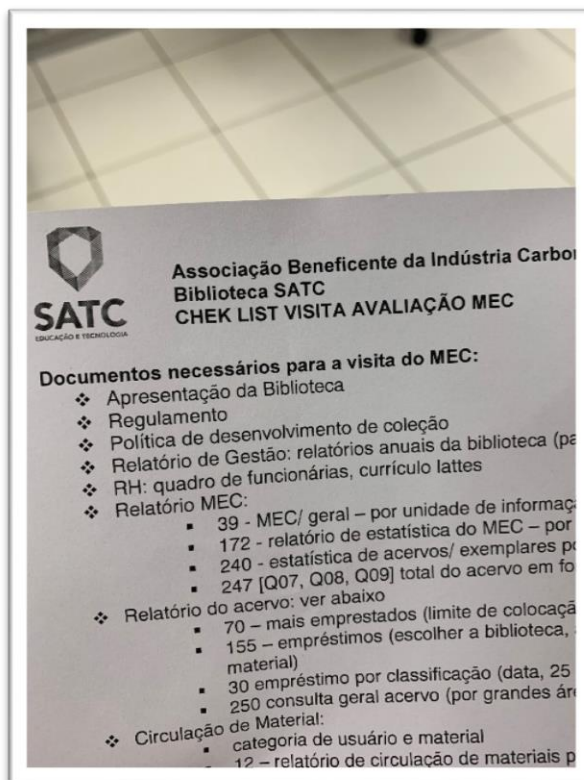 SATC
EDUCAÇÃO E TECNOLOGIA
Associação Beneficente da Indústria Carbo
Biblioteca SATC
CHEK LIST VISITA AVALIAÇÃO MEC
Documentos necessários para a visita do MEC:
❖ Apresentação da Biblioteca
❖ Regulamento
❖ Política de desenvolvimento de coleção
❖ Relatório de Gestão: relatórios anuais da biblioteca (pa
❖ RH: quadro de funcionárias, currículo lattes
❖ Relatório MEC:
▪ 39 - MEC/ geral – por unidade de informaç
▪ 172 - relatório de estatística do MEC – por
▪ 240 - estatística de acervos/ exemplares po
▪ 247 [Q07, Q08, Q09] total do acervo em fo
❖ Relatório do acervo: ver abaixo
▪ 70 – mais emprestados (limite de colocaçã
▪ 155 – empréstimos (escolher a biblioteca,
material)
▪ 30 empréstimo por classificação (data, 25
▪ 250 consulta geral acervo (por grandes áre
❖ Circulação de Material:
▪ categoria de usuário e material
▪ 12 – relatório de circulação de materiais p